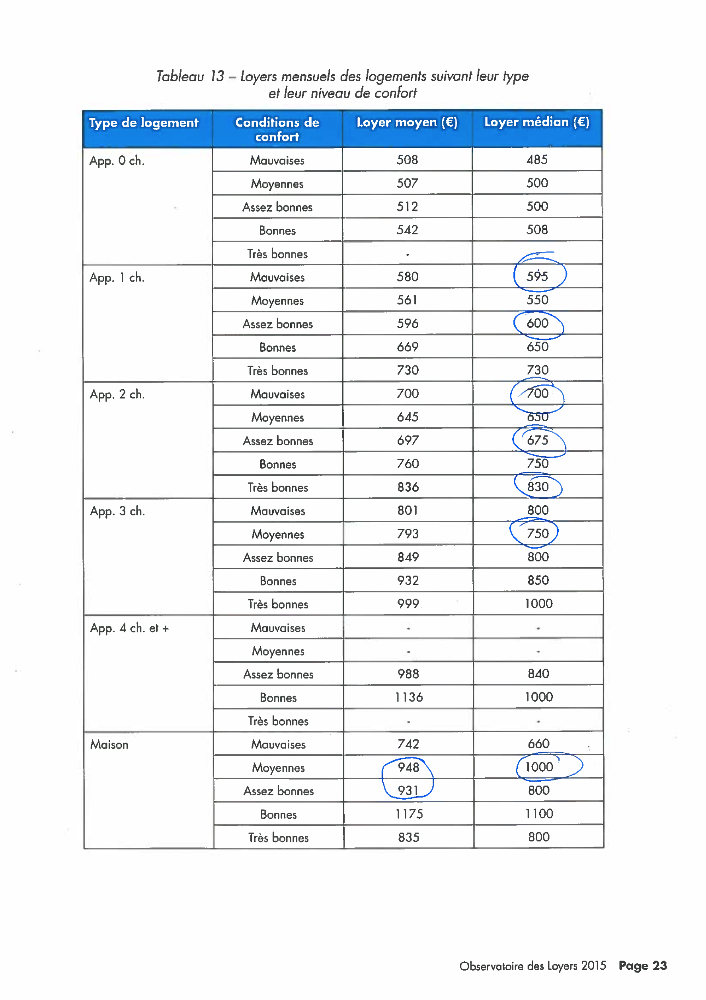 Tableau 13 – Loyers mensuels des logements suivant leur type
et leur niveau de confort
Type de logement Conditions de confort Loyer moyen (€) Loyer médian (€)
App. 0 ch. Mauvaises 508 485
Moyennes 507 500
Assez bonnes 512 500
Bonnes 542 508
Très bonnes - -
App. 1 ch. Mauvaises 580 595
Moyennes 561 550
Assez bonnes 596 600
Bonnes 669 650
Très bonnes 730 730
App. 2 ch. Mauvaises 700 700
Moyennes 645 650
Assez bonnes 697 675
Bonnes 760 750
Très bonnes 836 830
App. 3 ch. Mauvaises 801 800
Moyennes 793 750
Assez bonnes 849 800
Bonnes 932 850
Très bonnes 999 1000
App. 4 ch. et + Mauvaises - -
Moyennes - -
Assez bonnes 988 840
Bonnes 1136 1000
Très bonnes - -
Maison Mauvaises 742 660
Moyennes 948 1000
Assez bonnes 931 800
Bonnes 1175 1100
Très bonnes 835 800
Observatoire des Loyers 2015 Page 23